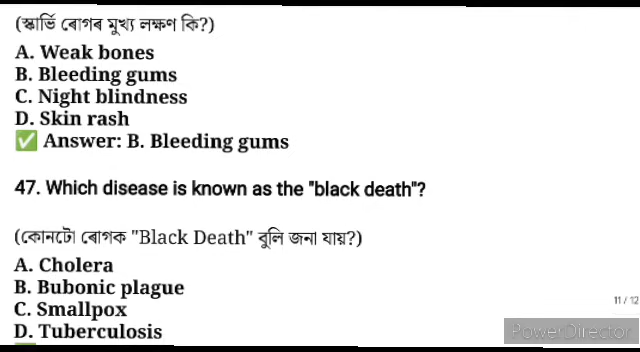 (স্কাৰ্ভি ৰোগৰ মুখ্য লক্ষণ কি?)
A. Weak bones
B. Bleeding gums
C. Night blindness
D. Skin rash
✅ Answer: B. Bleeding gums
47. Which disease is known as the "black death"?
(কোনটো ৰোগক "Black Death" বুলি জনা যায়?)
A. Cholera
B. Bubonic plague
C. Smallpox
D. Tuberculosis
11 / 12
PowerDirector